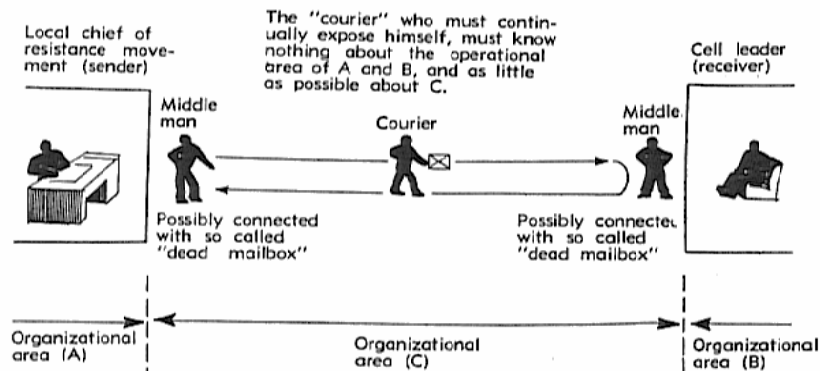 Local chief of
resistance move-
ment (sender)
The "courier" who must contin-
ually expose himself, must know
nothing about the operational
area of A and B, and as little
as possible about C.
Cell leader
(receiver)
Middle
man
Courier
Middle
man
Possibly connected
with so called
"dead mailbox"
Possibly connected
with so called
"dead mailbox"
Organizational
area (A)
Organizational
area (C)
Organizational
area (B)